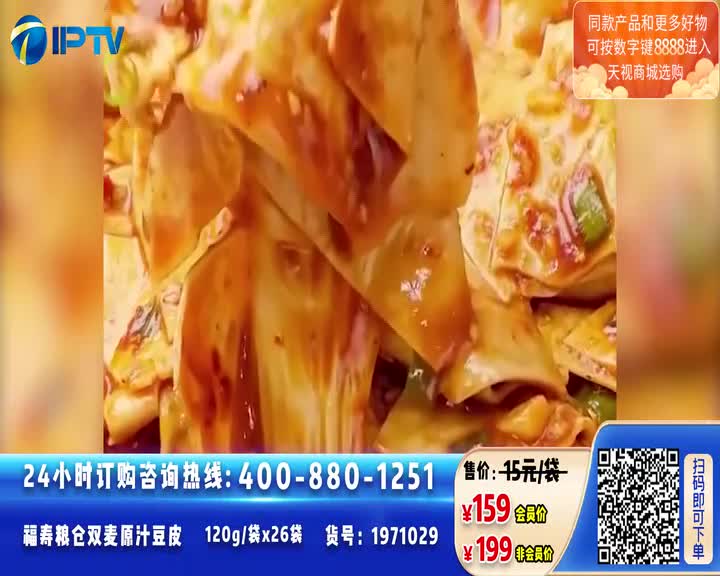 IPTV
同款产品和更多好物
可按数字键8888进入
天视商城选购
24小时订购咨询热线:400-880-1251
福寿粮仓双麦原汁豆皮 120g/袋x26袋 货号:1971029
售价:15元/袋
¥159 会员价
¥199 非会员价
扫码即可下单